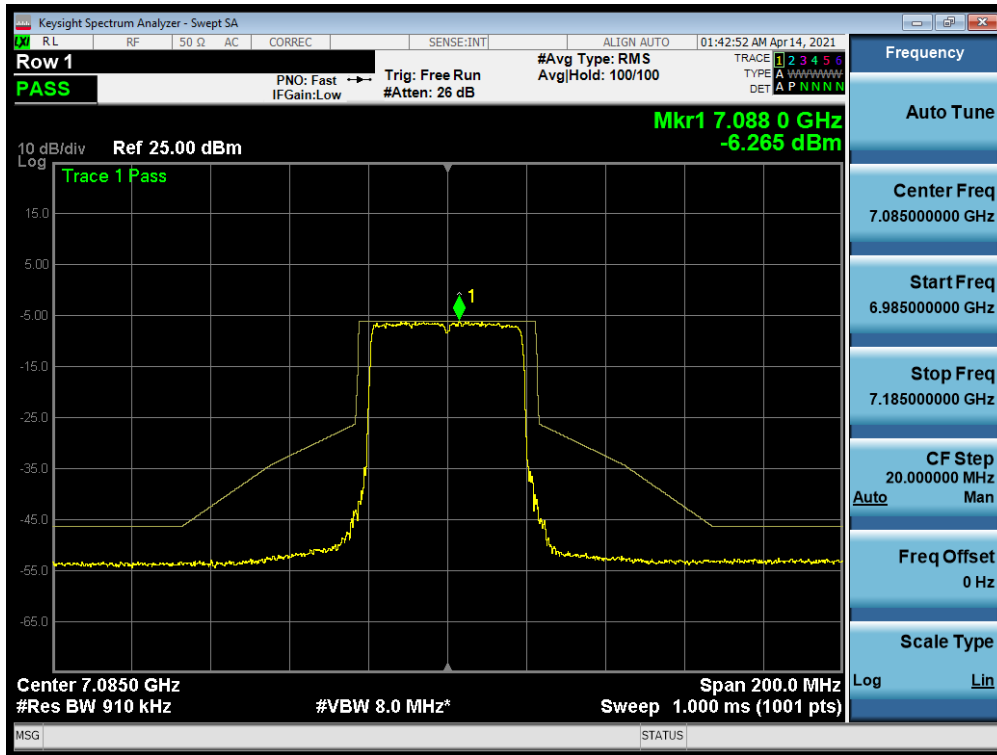 Keysight Spectrum Analyzer - Swept SA
LXI RL RF 50 Ω AC CORREC SENSE:INT ALIGN AUTO 01:42:52 AM Apr 14, 2021
Row 1
PASS
PNO: Fast
IFGain:Low
Trig: Free Run
#Atten: 26 dB
#Avg Type: RMS
Avg|Hold: 100/100
TRACE 1 2 3 4 5 6
TYPE A WWWWW
DET A P N N N N
Mkr1 7.088 0 GHz
-6.265 dBm
10 dB/div Ref 25.00 dBm
Log
Trace 1 Pass
15.0
5.00
1
-5.00
-15.0
-25.0
-35.0
-45.0
-55.0
-65.0
Center 7.0850 GHz Span 200.0 MHz
#Res BW 910 kHz #VBW 8.0 MHz* Sweep 1.000 ms (1001 pts)
MSG STATUS
Frequency
Auto Tune
Center Freq
7.085000000 GHz
Start Freq
6.985000000 GHz
Stop Freq
7.185000000 GHz
CF Step
20.000000 MHz
Auto Man
Freq Offset
0 Hz
Scale Type
Log Lin